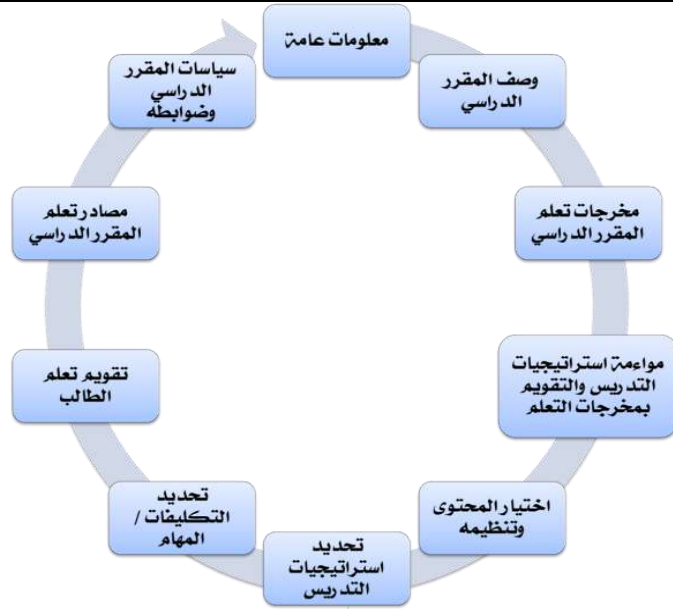 معلومات عامة
وصف المقرر
الدراسي
مخرجات تعلم
المقرر الدراسي
مواءمة استراتيجيات
التدريس والتقويم
بمخرجات التعلم
اختيار المحتوى
وتنظيمه
تحديد
استراتيجيات
التدريس
تحديد
التكليفات /
المهام
تقويم تعلم
الطالب
مصادر تعلم
المقرر الدراسي
سياسات المقرر
الدراسي
وضوابطه